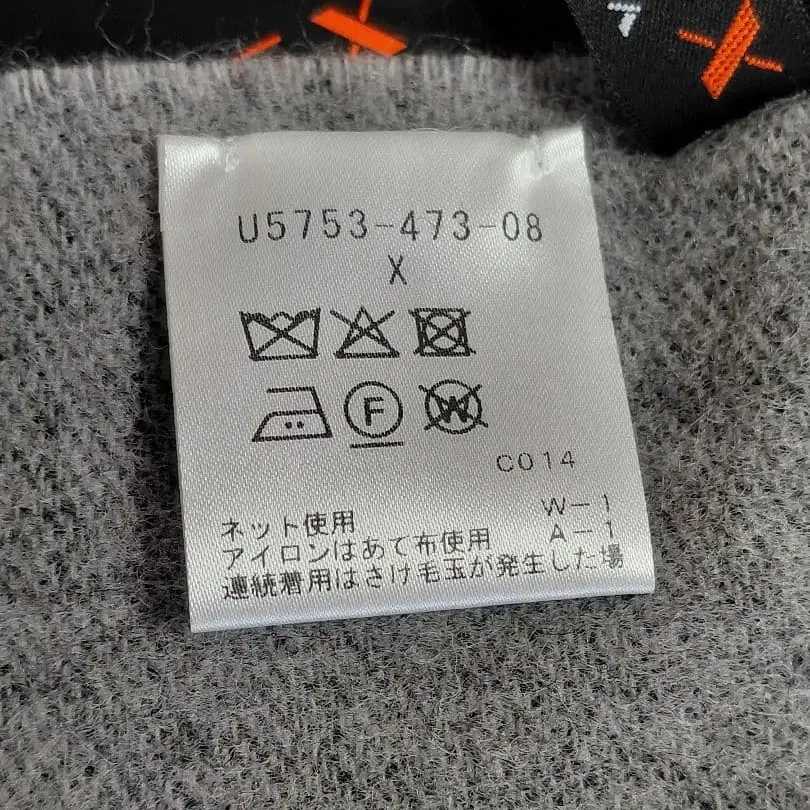 U5753-473-08
X
F
W
C014
W-1
ネット使用
A-1
アイロンはあて布使用
連続着用はさけ毛玉が発生した場